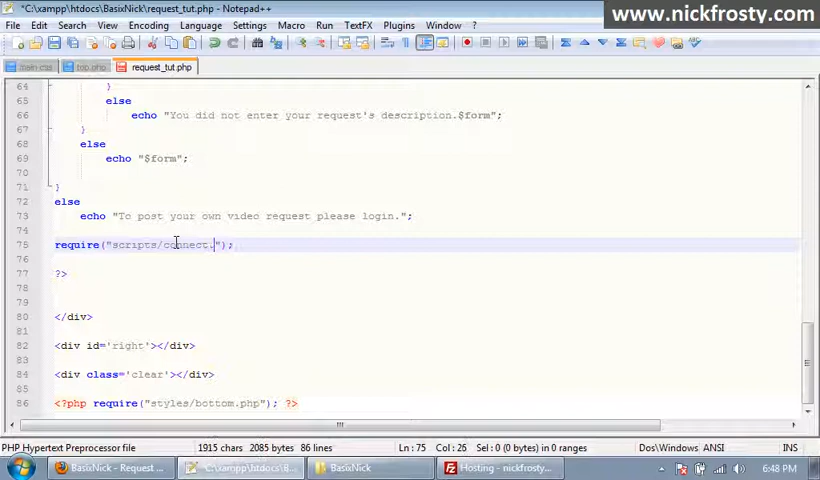 *C:\xampp\htdocs\BasixNick\request_tut.php - Notepad++
www.nickfrosty.com
File Edit Search View Encoding Language Settings Macro Run TextFX Plugins Window ?
main.css top.php request_tut.php
64 }
65 else
66 echo "You did not enter your request's description.$form";
67 }
68 else
69 echo "$form";
70
71 }
72 else
73 echo "To post your own video request please login.";
74
75 require("scripts/connect.");
76
77 ?>
78
79
80 </div>
81
82 <div id='right'></div>
83
84 <div class='clear'></div>
85
86 <?php require("styles/bottom.php"); ?>
PHP Hypertext Preprocessor file 1915 chars 2085 bytes 86 lines Ln : 75 Col : 25 Sel : 0 (0 bytes) in 0 ranges Dos\Windows ANSI INS
BasixNick - Request ... *C:\xampp\htdocs\B... BasixNick Hosting - nickfrosty... 6:48 PM